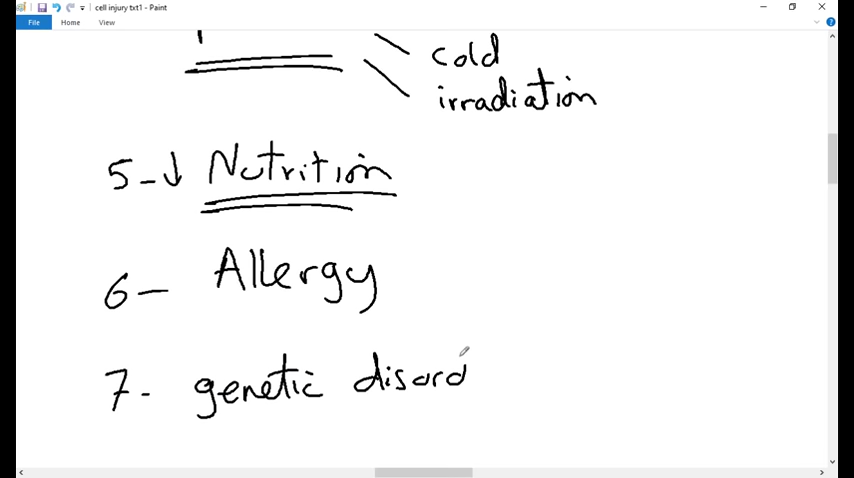 cell injury txt1 - Paint
File Home View
cold
irradiation
5-↓ Nutrition
6- Allergy
7- genetic disord